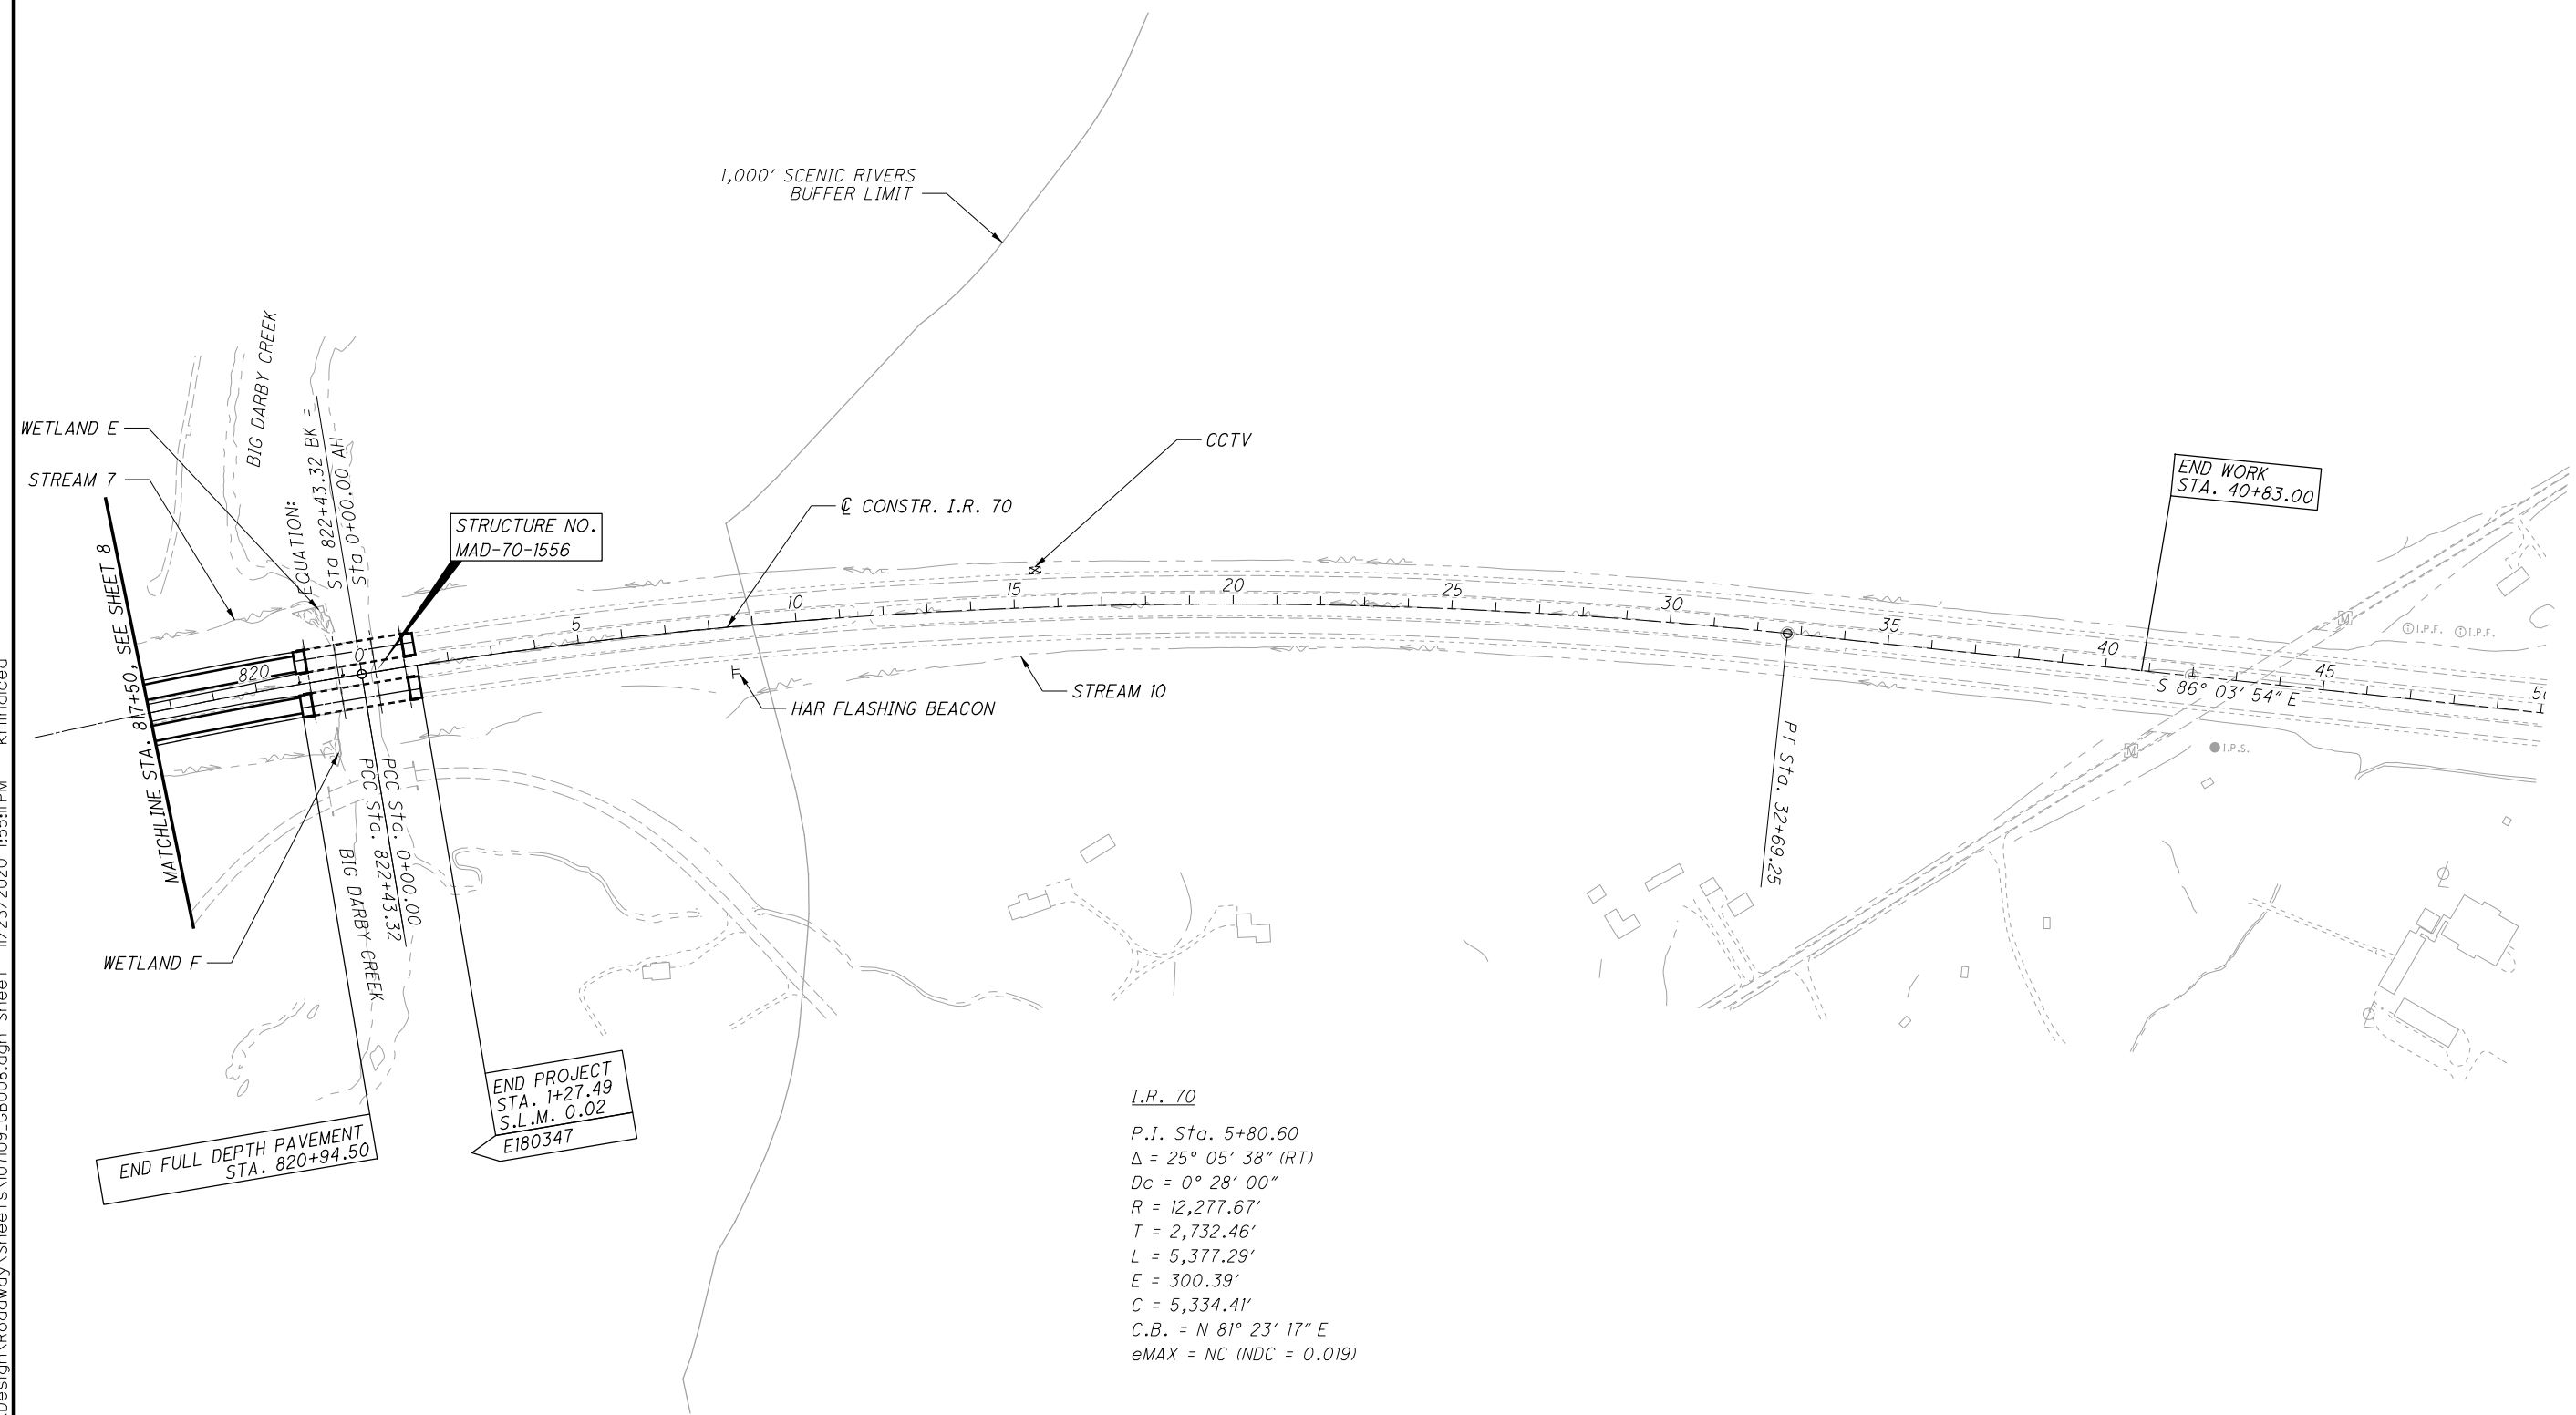 1,000' SCENIC RIVERS
BUFFER LIMIT
BIG DARBY CREEK
WETLAND E
STREAM 7
EQUATION:
Sta 822+43.32 BK =
Sta 0+00.00 AH
STRUCTURE NO.
MAD-70-1556
℄ CONSTR. I.R. 70
CCTV
END WORK
STA. 40+83.00
MATCHLINE STA. 817+50, SEE SHEET 8
820
0
5
10
15
20
25
30
35
40
45
S 86° 03' 54" E
M
I.P.F.
I.P.F.
M
I.P.S.
STREAM 10
HAR FLASHING BEACON
PT Sta. 32+69.25
PCC Sta. 0+00.00
PCC Sta. 822+43.32
BIG DARBY CREEK
WETLAND F
END PROJECT
STA. 1+27.49
S.L.M. 0.02
E180347
END FULL DEPTH PAVEMENT
STA. 820+94.50
I.R. 70
P.I. Sta. 5+80.60
Δ = 25° 05' 38" (RT)
Dc = 0° 28' 00"
R = 12,277.67'
T = 2,732.46'
L = 5,377.29'
E = 300.39'
C = 5,334.41'
C.B. = N 81° 23' 17" E
eMAX = NC (NDC = 0.019)